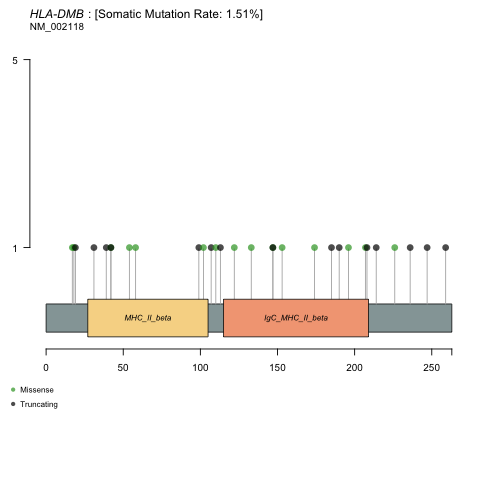 HLA-DMB : [Somatic Mutation Rate: 1.51%]
NM_002118
5
1
MHC_II_beta
IgC_MHC_II_beta
0 50 100 150 200 250
Missense
Truncating